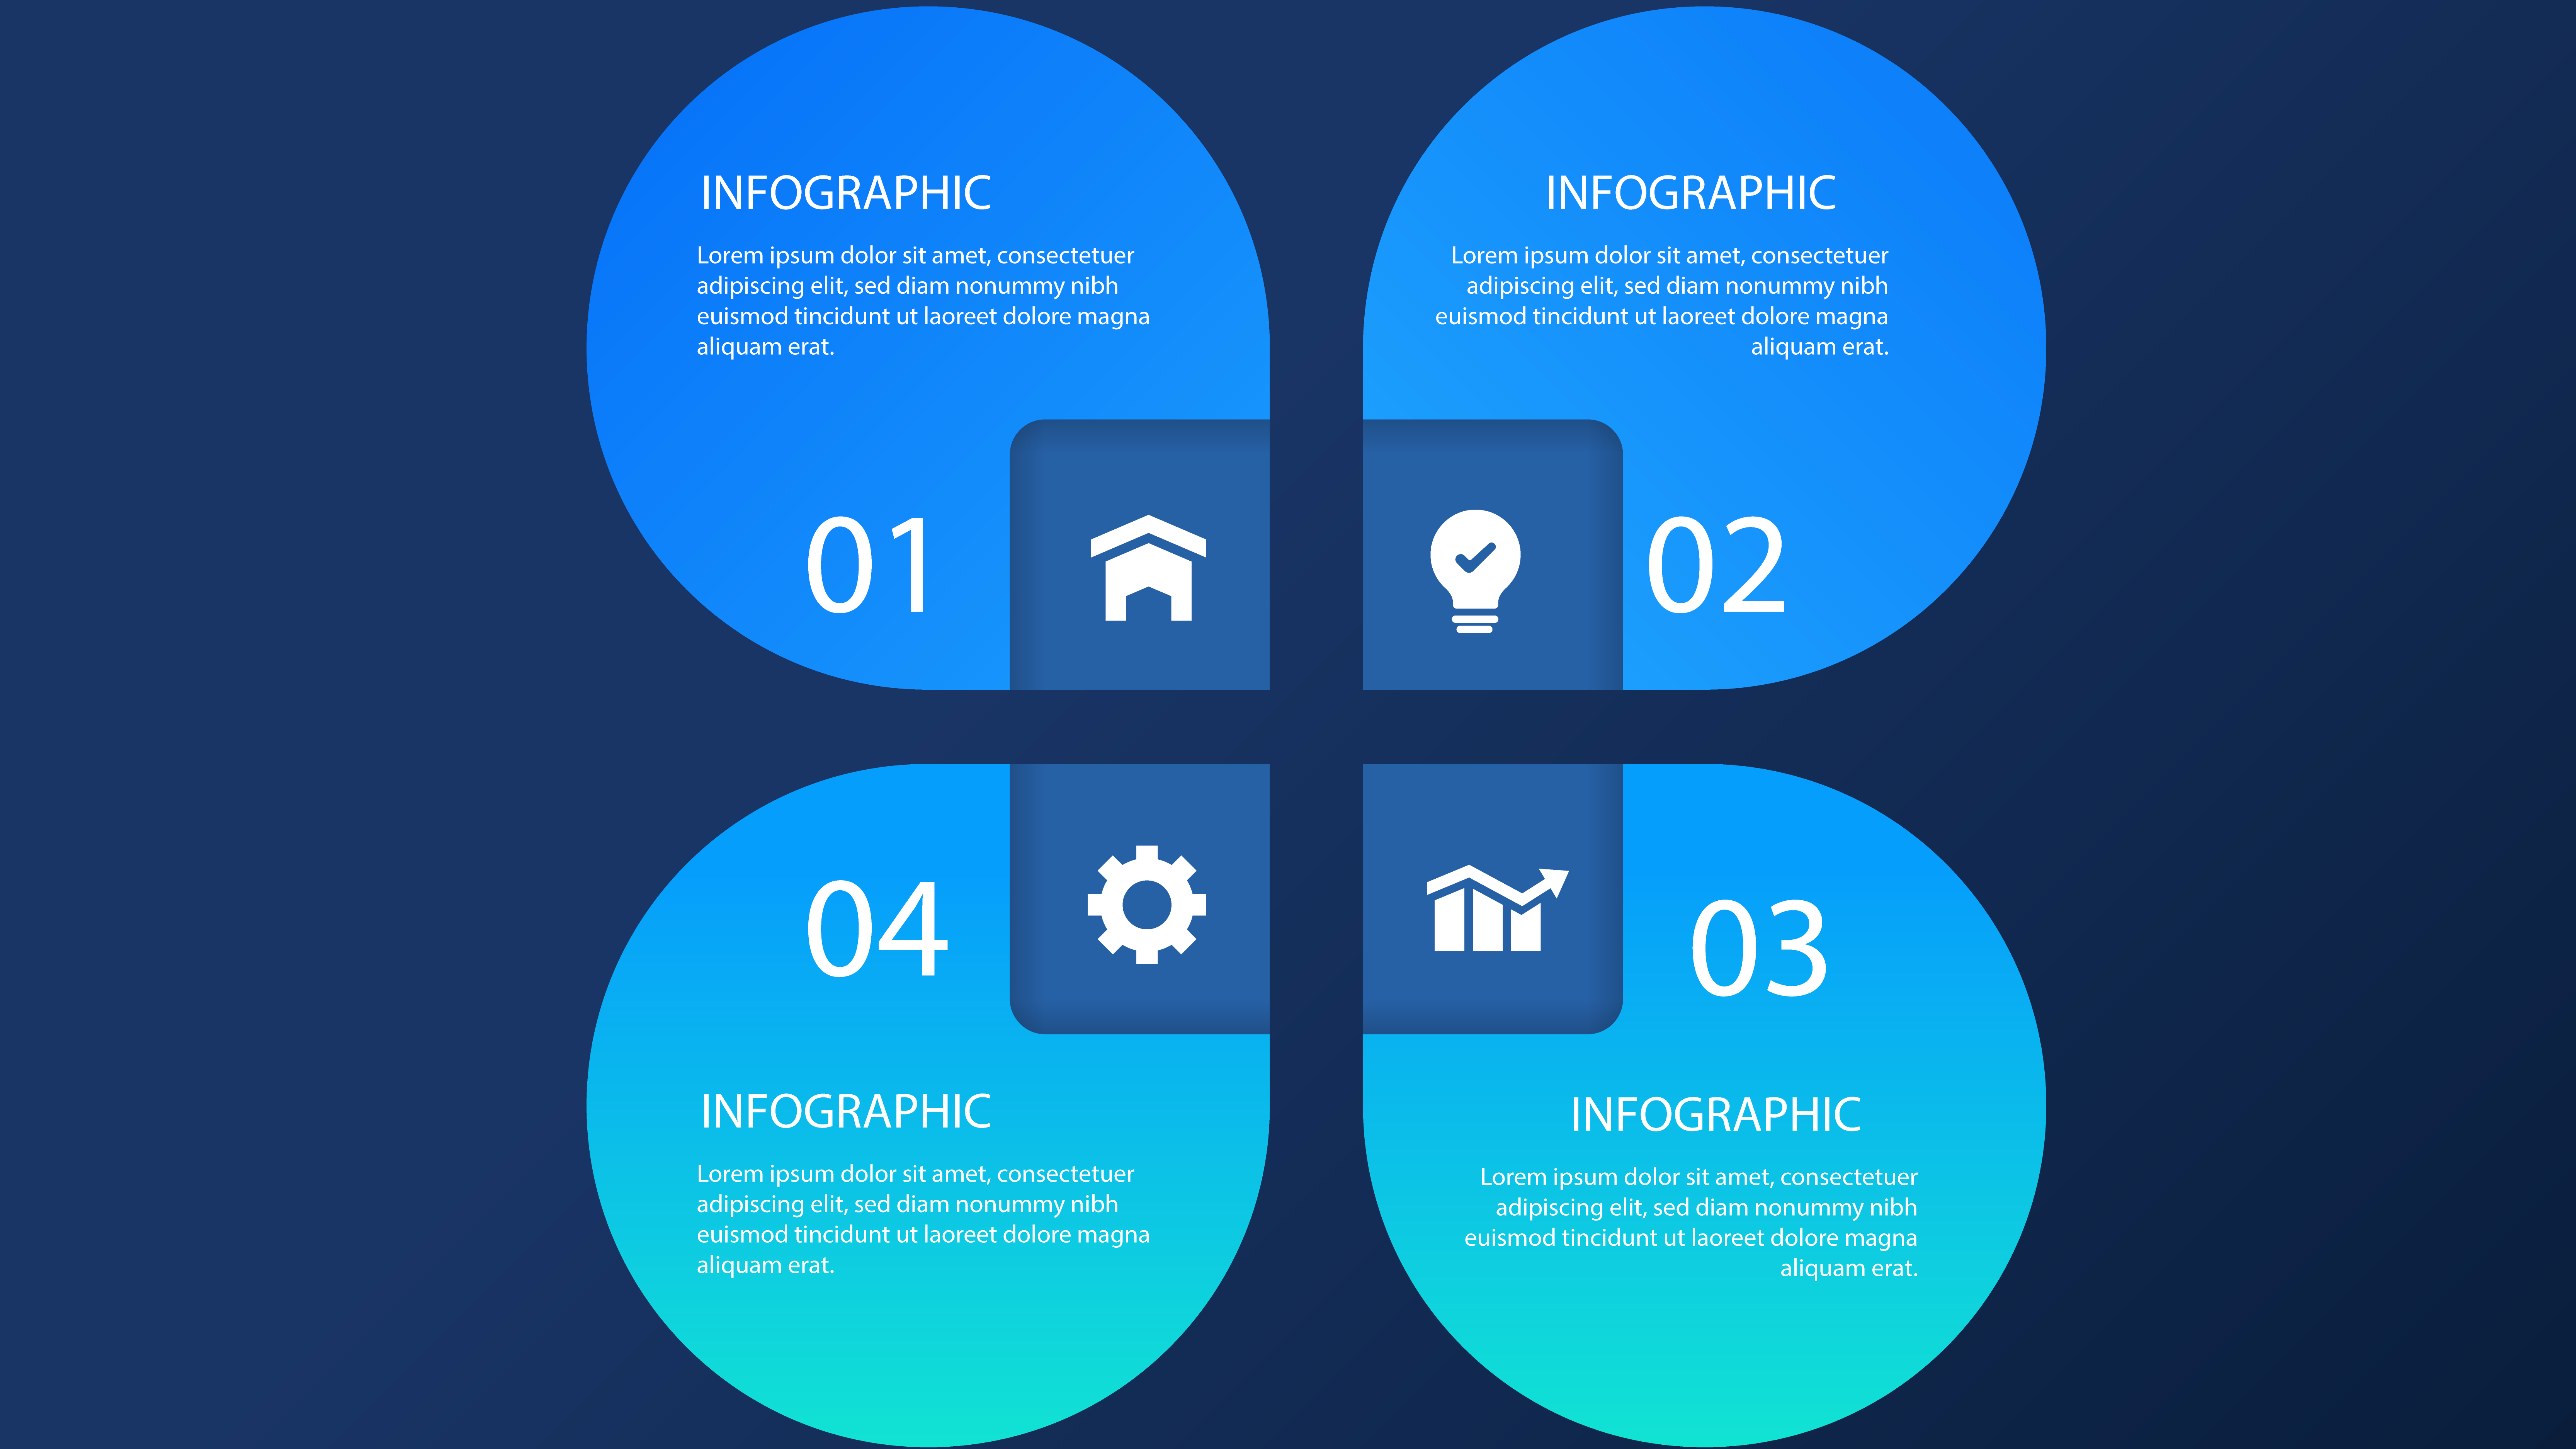 INFOGRAPHIC
Lorem ipsum dolor sit amet, consectetuer
adipiscing elit, sed diam nonummy nibh
euismod tincidunt ut laoreet dolore magna
aliquam erat.
01
INFOGRAPHIC
Lorem ipsum dolor sit amet, consectetuer
adipiscing elit, sed diam nonummy nibh
euismod tincidunt ut laoreet dolore magna
aliquam erat.
02
03
INFOGRAPHIC
Lorem ipsum dolor sit amet, consectetuer
adipiscing elit, sed diam nonummy nibh
euismod tincidunt ut laoreet dolore magna
aliquam erat.
04
INFOGRAPHIC
Lorem ipsum dolor sit amet, consectetuer
adipiscing elit, sed diam nonummy nibh
euismod tincidunt ut laoreet dolore magna
aliquam erat.